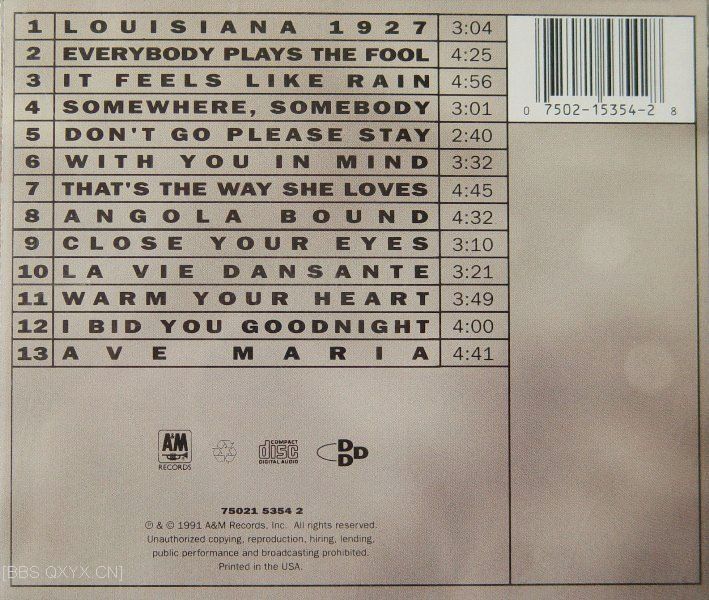 1 LOUISIANA 1927 3:04
2 EVERYBODY PLAYS THE FOOL 4:25
3 IT FEELS LIKE RAIN 4:56
4 SOMEWHERE, SOMEBODY 3:01
5 DON'T GO PLEASE STAY 2:40
6 WITH YOU IN MIND 3:32
7 THAT'S THE WAY SHE LOVES 4:45
8 ANGOLA BOUND 4:32
9 CLOSE YOUR EYES 3:10
10 LA VIE DANSANTE 3:21
11 WARM YOUR HEART 3:49
12 I BID YOU GOODNIGHT 4:00
13 AVE MARIA 4:41
0 7502-15354-2 8
A&M
RECORDS
COMPACT
disc
DIGITAL AUDIO
DDD
75021 5354 2
℗ & © 1991 A&M Records, Inc. All rights reserved.
Unauthorized copying, reproduction, hiring, lending,
public performance and broadcasting prohibited.
Printed in the USA.
[BBS.QXYX.CN]